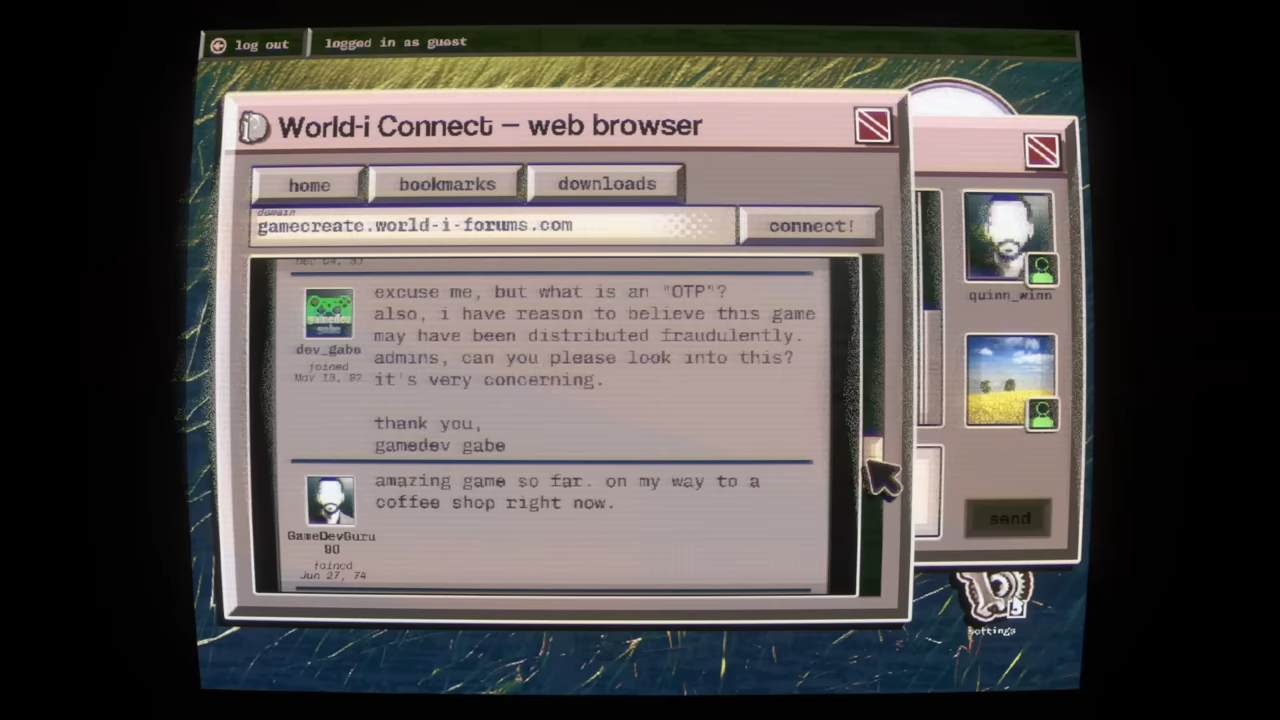 log out
logged in as guest
World-i Connect – web browser
home
bookmarks
downloads
domain
gamecreate.world-i-forums.com
connect!
excuse me, but what is an "OTP"?
also, i have reason to believe this game
may have been distributed fraudulently.
admins, can you please look into this?
it's very concerning.
thank you,
gamedev gabe
gamedev
gabe
dev_gabe
joined
May 13, 92
amazing game so far. on my way to a
coffee shop right now.
GameDevGuru
90
joined
Jun 27, 74
quinn_winn
send
Settings